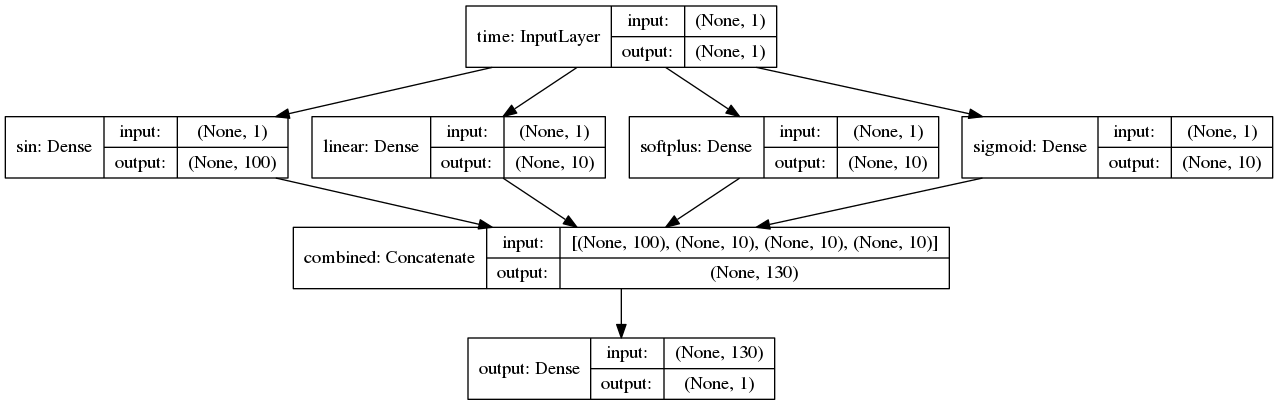 time: InputLayer
input: (None, 1)
output: (None, 1)
sin: Dense
input: (None, 1)
output: (None, 100)
linear: Dense
input: (None, 1)
output: (None, 10)
softplus: Dense
input: (None, 1)
output: (None, 10)
sigmoid: Dense
input: (None, 1)
output: (None, 10)
combined: Concatenate
input: [(None, 100), (None, 10), (None, 10), (None, 10)]
output: (None, 130)
output: Dense
input: (None, 130)
output: (None, 1)